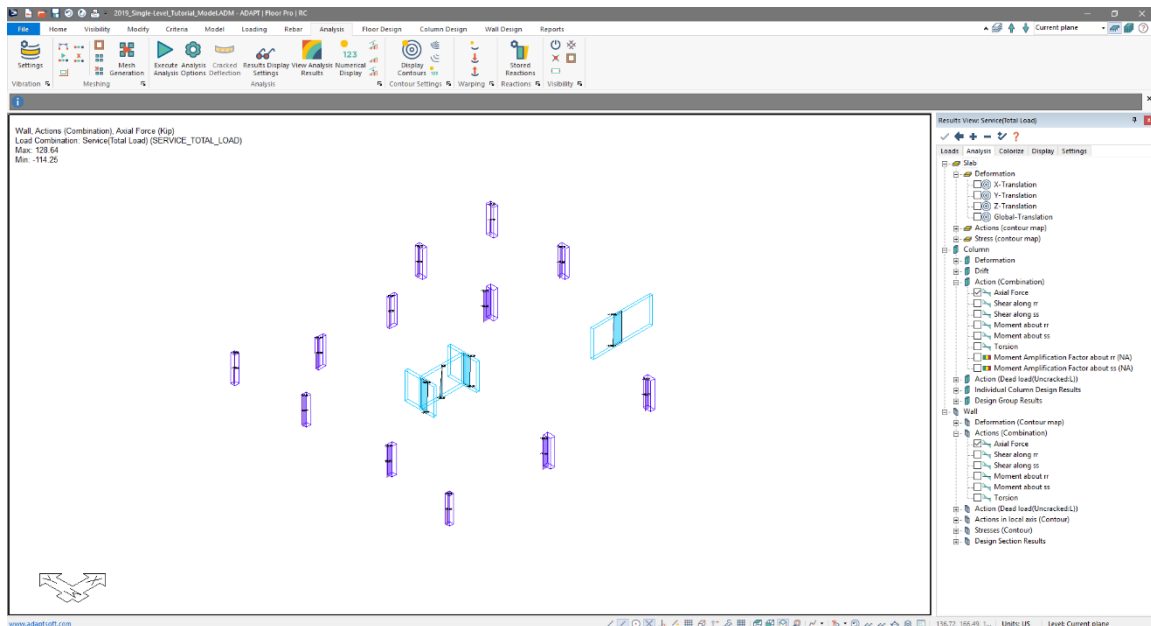 2019_Single-Level_Tutorial_Model.ADM - ADAPT | Floor Pro | RC
File Home Visibility Modify Criteria Model Loading Rebar Analysis Floor Design Column Design Wall Design Reports
Current plane
Settings
Mesh Generation
Execute Analysis
Analysis Options
Cracked Deflection
Results Display Settings
View Analysis Results
123
Numerical Display
Display Contours
Stored Reactions
Vibration Meshing Analysis Contour Settings Warping Reactions Visibility
Wall, Actions (Combination), Axial Force (Kip)
Load Combination: Service(Total Load) (SERVICE_TOTAL_LOAD)
Max: 128.64
Min: -114.25
Results View: Service(Total Load)
Loads Analysis Colorize Display Settings
Slab
Deformation
X-Translation
Y-Translation
Z-Translation
Global-Translation
Actions (contour map)
Stress (contour map)
Column
Deformation
Drift
Action (Combination)
Axial Force
Shear along rr
Shear along ss
Moment about rr
Moment about ss
Torsion
Moment Amplification Factor about rr (NA)
Moment Amplification Factor about ss (NA)
Action (Dead load(Uncracked:L))
Individual Column Design Results
Design Group Results
Wall
Deformation (Contour map)
Actions (Combination)
Axial Force
Shear along rr
Shear along ss
Moment about rr
Moment about ss
Torsion
Action (Dead load(Uncracked:L))
Actions in local axis (Contour)
Stresses (Contour)
Design Section Results
www.adaptsoft.com
Units: US Level: Current plane